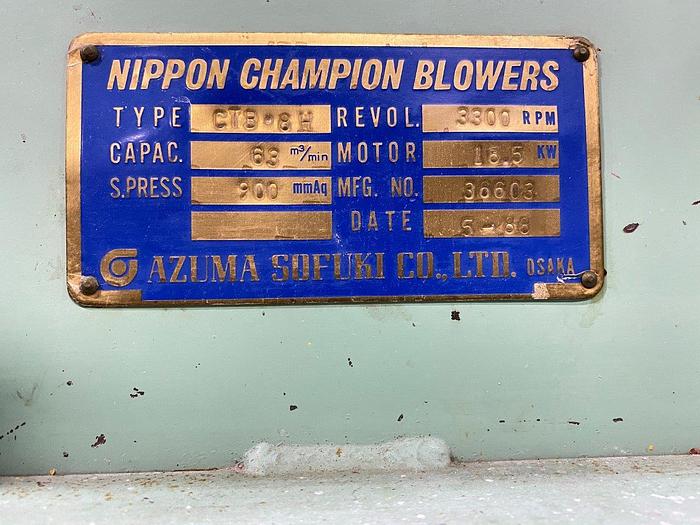 NIPPON CHAMPION BLOWERS
TYPE CTB-8H REVOL. 3300 RPM
CAPAC. 63 m³/min MOTOR 18.5 KW
S.PRESS 900 mmAq MFG. NO. 36603
DATE 5-88
AZUMA SOFUKI CO., LTD. OSAKA